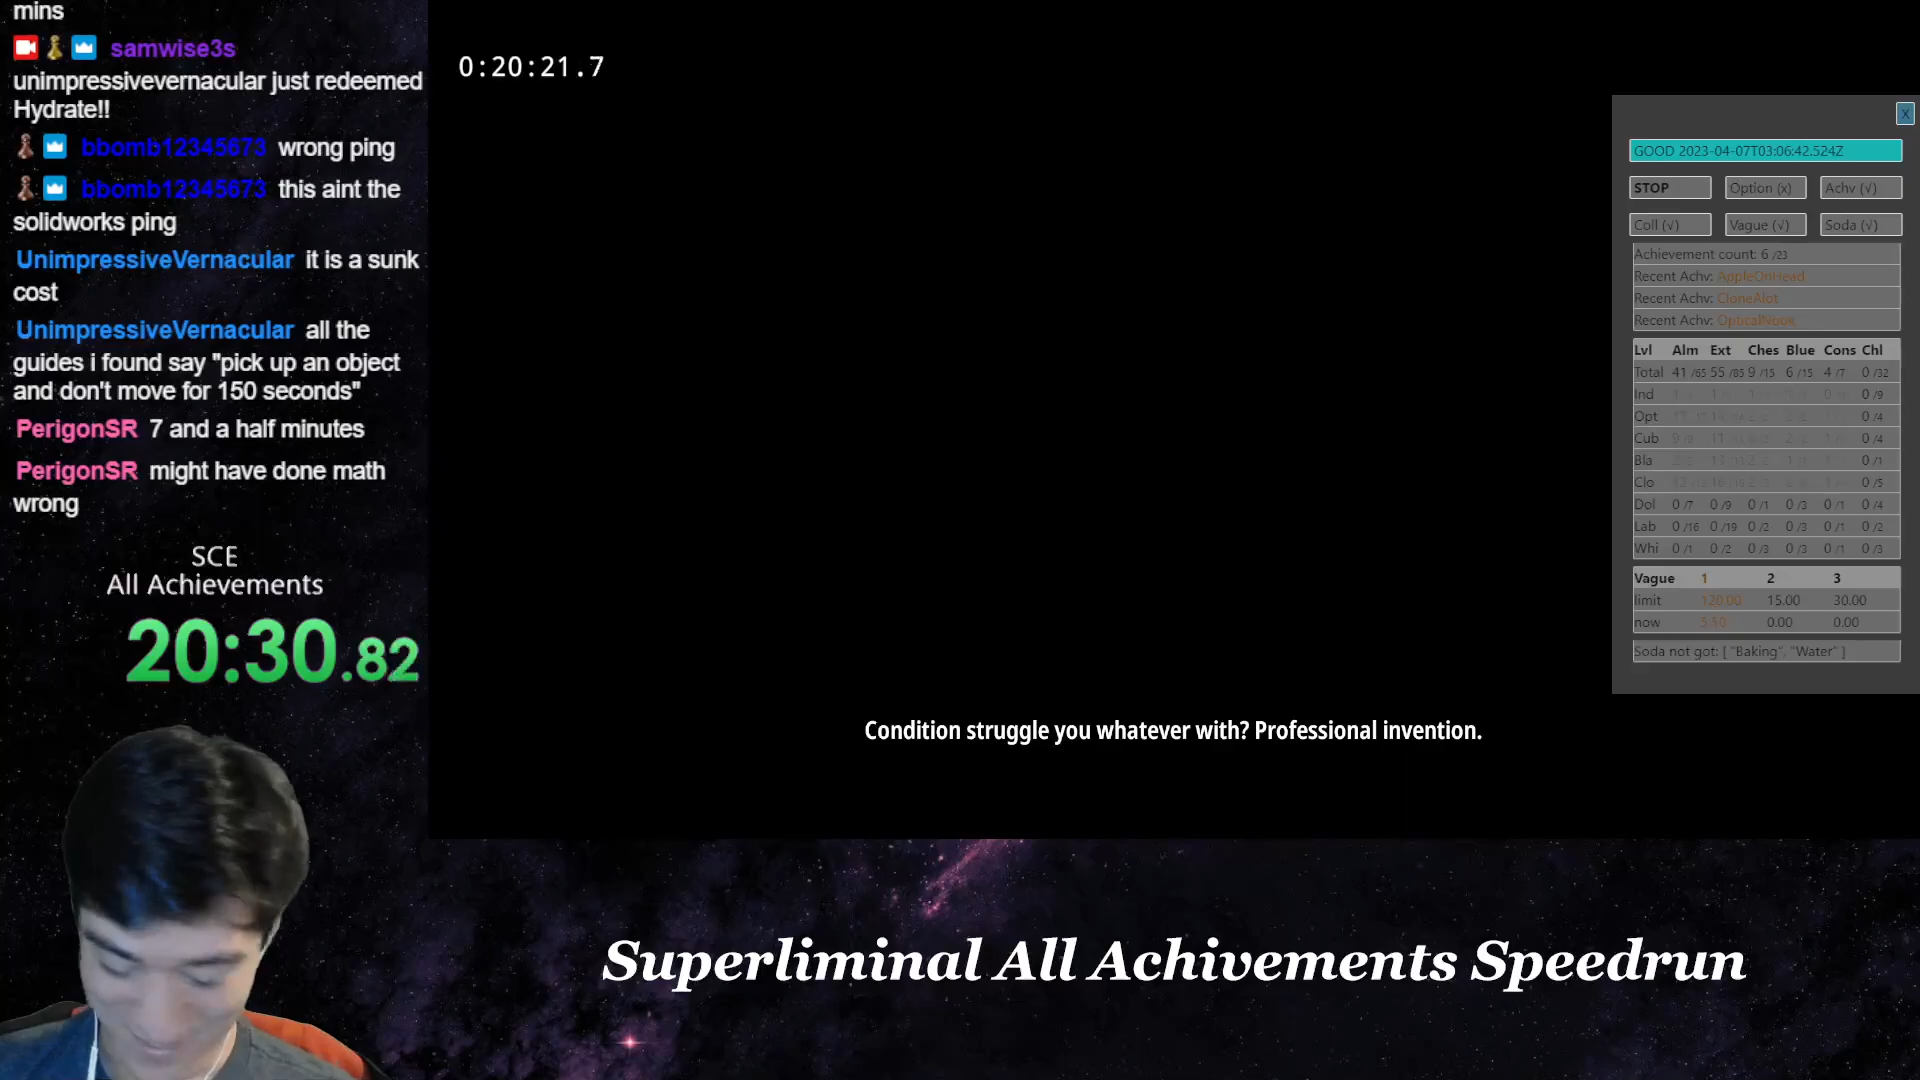 mins
samwise3s
unimpressivevernacular just redeemed
Hydrate!!
bbomb12345673 wrong ping
bbomb12345673 this aint the
solidworks ping
UnimpressiveVernacular it is a sunk
cost
UnimpressiveVernacular all the
guides i found say "pick up an object
and don't move for 150 seconds"
PerigonSR 7 and a half minutes
PerigonSR might have done math
wrong
SCE
All Achievements
20:30.82
0:20:21.7
Condition struggle you whatever with? Professional invention.
Superliminal All Achivements Speedrun
X
GOOD 2023-04-07T03:06:42.524Z
STOP Option (x) Achv (√)
Coll (√) Vague (√) Soda (√)
Achievement count: 6 /23
Recent Achv: AppleOnHead
Recent Achv: CloneAlot
Recent Achv: OpticalNope
Lvl Alm Ext Ches Blue Cons Chl
Total 41 /65 55 /85 9 /15 6 /15 4 /7 0 /32
Ind 0 /9
Opt 0 /4
Cub 0 /4
Bla 0 /1
Clo 0 /5
Dol 0 /7 0 /9 0 /1 0 /3 0 /1 0 /4
Lab 0 /16 0 /19 0 /2 0 /3 0 /1 0 /2
Whi 0 /1 0 /2 0 /3 0 /3 0 /1 0 /3
Vague 1 2 3
limit 120.00 15.00 30.00
now 5.50 0.00 0.00
Soda not got: [ "Baking", "Water" ]